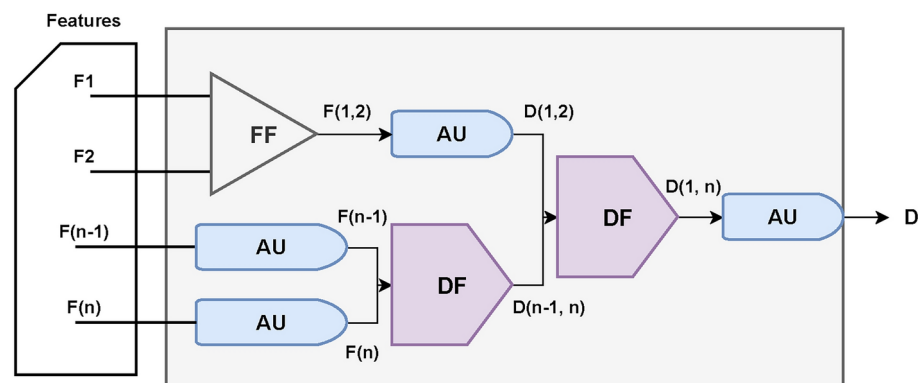 Features
F1
F2
F(n-1)
F(n)
FF
F(1,2)
AU
D(1,2)
AU
F(n-1)
AU
F(n)
DF
D(n-1, n)
DF
D(1, n)
AU
D